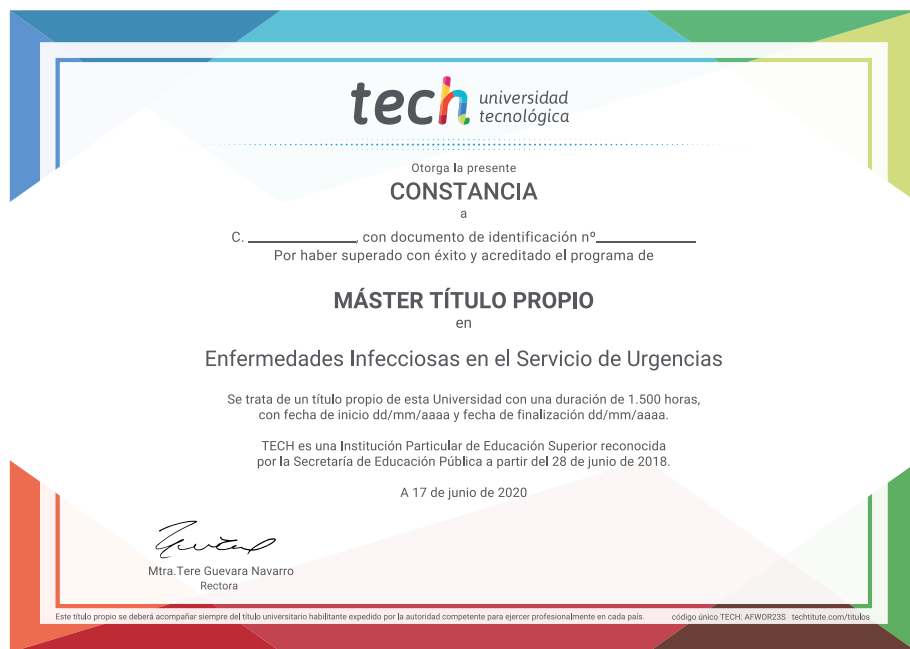 tech universidad
tecnológica
Otorga la presente
CONSTANCIA
a
C. ____________, con documento de identificación nº____________
Por haber superado con éxito y acreditado el programa de
MÁSTER TÍTULO PROPIO
en
Enfermedades Infecciosas en el Servicio de Urgencias
Se trata de un título propio de esta Universidad con una duración de 1.500 horas,
con fecha de inicio dd/mm/aaaa y fecha de finalización dd/mm/aaaa.
TECH es una Institución Particular de Educación Superior reconocida
por la Secretaría de Educación Pública a partir del 28 de junio de 2018.
A 17 de junio de 2020
Mtra.Tere Guevara Navarro
Rectora
Este título propio se deberá acompañar siempre del título universitario habilitante expedido por la autoridad competente para ejercer profesionalmente en cada país. código único TECH: AFWOR23S techtitute.com/titulos